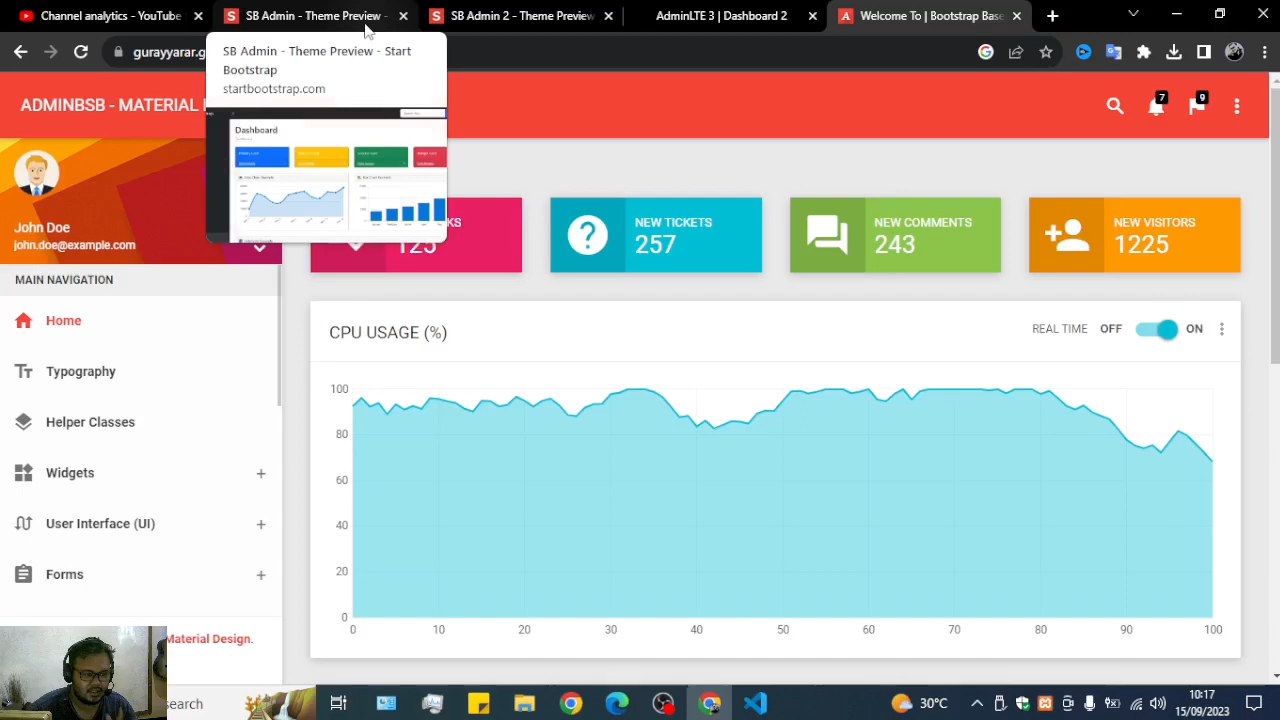 YouTube
SB Admin - Theme Preview -
SB Admin 2 - Theme Preview
AdminLTE 3 | Dashboard 2
Welcome To | Bootstrap Base
gurayyarar.g
SB Admin - Theme Preview - Start
Bootstrap
startbootstrap.com
Dashboard
ADMINBSB - MATERIAL
7
9
John Doe
john.doe@example.com
KS
125
NEW TICKETS
257
NEW COMMENTS
243
NEW VISITORS
1225
MAIN NAVIGATION
Home
Typography
Helper Classes
Widgets
User Interface (UI)
Forms
Material Design.
CPU USAGE (%)
REAL TIME OFF ON
100
80
60
40
20
0
0 10 20 30 40 50 60 70 80 90 100
search
30°C
10:17
15/09/2023